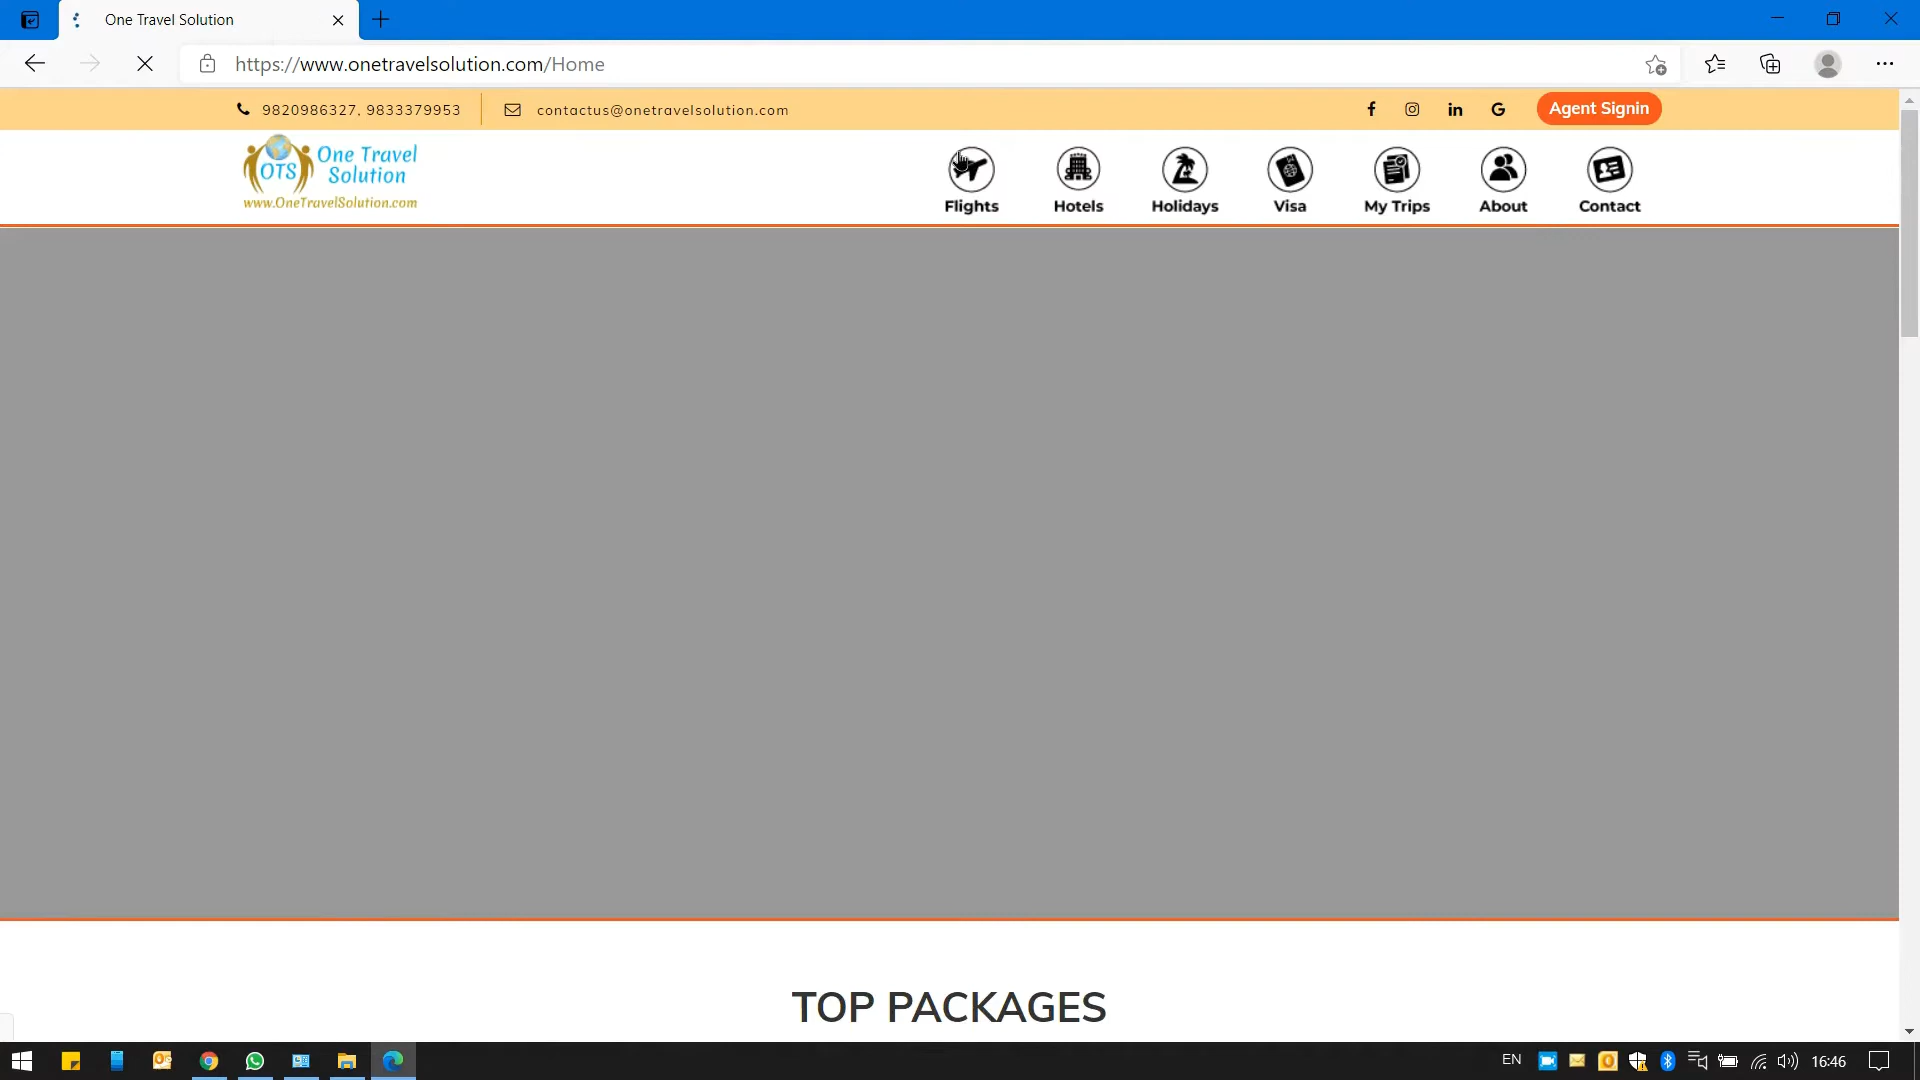 One Travel Solution
https://www.onetravelsolution.com/Home
9820986327, 9833379953
contactus@onetravelsolution.com
Agent Signin
OTS
One Travel
Solution
www.OneTravelSolution.com
Flights
Hotels
Holidays
Visa
My Trips
About
Contact
TOP PACKAGES
EN
16:46